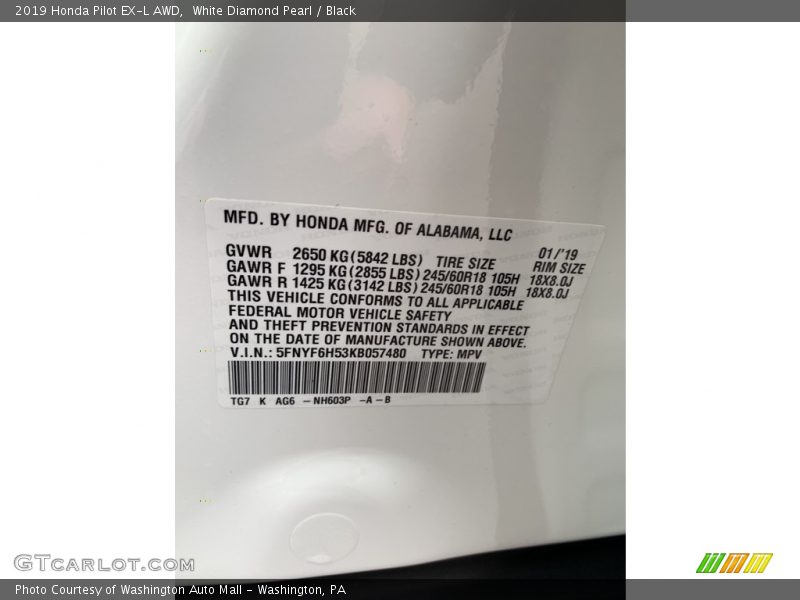 2019 Honda Pilot EX-L AWD,  White Diamond Pearl / Black
MFD. BY HONDA MFG. OF ALABAMA, LLC
01/'19
GVWR 2650 KG (5842 LBS) TIRE SIZE RIM SIZE
GAWR F 1295 KG (2855 LBS) 245/60R18 105H 18X8.0J
GAWR R 1425 KG (3142 LBS) 245/60R18 105H 18X8.0J
THIS VEHICLE CONFORMS TO ALL APPLICABLE
FEDERAL MOTOR VEHICLE SAFETY
AND THEFT PREVENTION STANDARDS IN EFFECT
ON THE DATE OF MANUFACTURE SHOWN ABOVE.
V.I.N.: 5FNYF6H53KB057480 TYPE: MPV
TG7 K AG6 – NH603P –A – B
GTCARLOT.COM
Photo Courtesy of Washington Auto Mall – Washington, PA